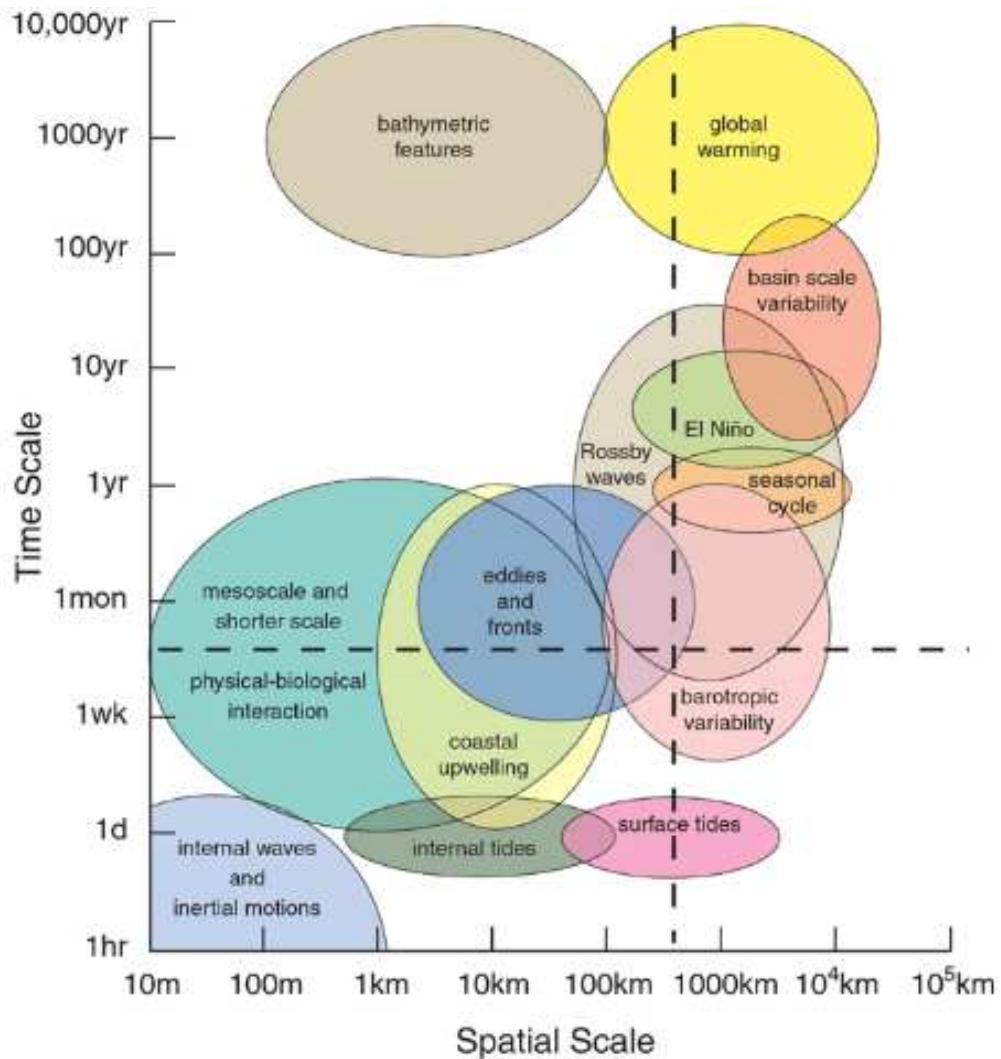 10,000yr
1000yr
100yr
10yr
1yr
1mon
1wk
1d
1hr
Time Scale
bathymetric
features
global
warming
basin scale
variability
El Niño
Rossby
waves
seasonal
cycle
mesoscale and
shorter scale
physical-biological
interaction
eddies
and
fronts
barotropic
variability
coastal
upwelling
internal waves
and
inertial motions
internal tides
surface tides
10m
100m
1km
10km
100km
1000km
10⁴km
10⁵km
Spatial Scale